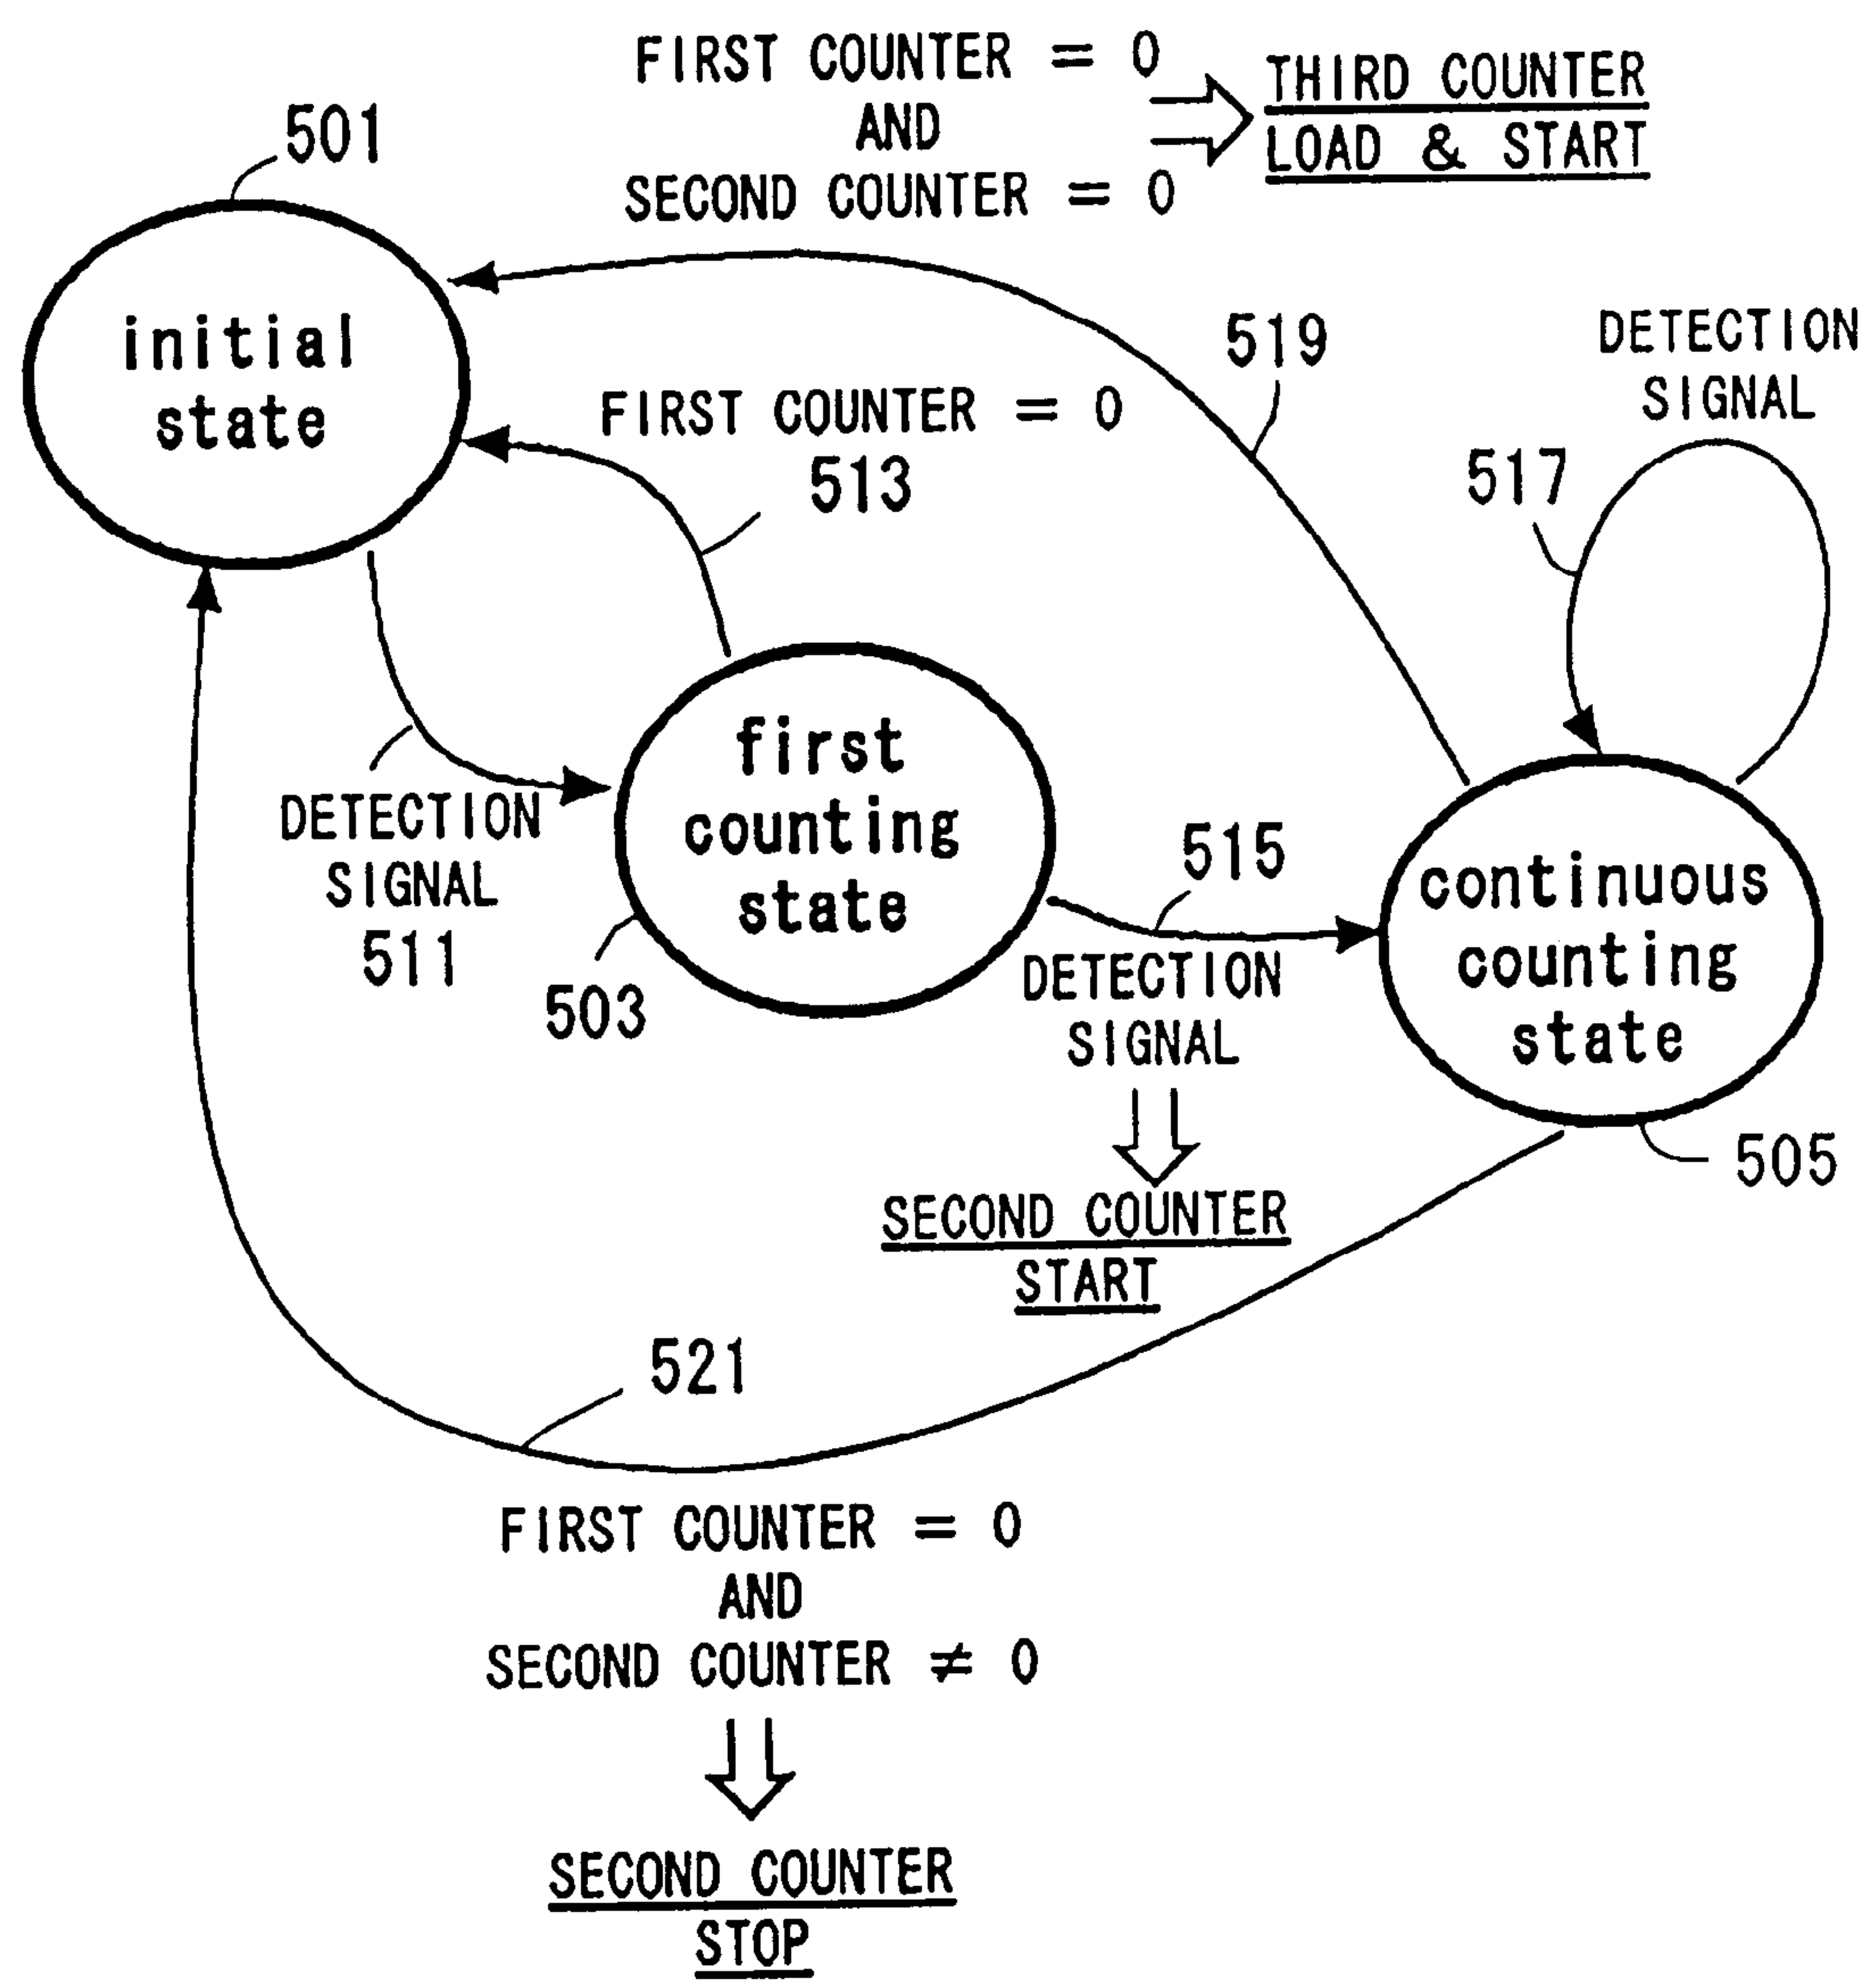 FIRST COUNTER = 0
AND
SECOND COUNTER = 0
THIRD COUNTER
LOAD & START
501
initial
state
519
DETECTION
SIGNAL
517
FIRST COUNTER = 0
513
first
counting
state
503
DETECTION
SIGNAL
511
515
DETECTION
SIGNAL
SECOND COUNTER
START
continuous
counting
state
505
521
FIRST COUNTER = 0
AND
SECOND COUNTER ≠ 0
SECOND COUNTER
STOP